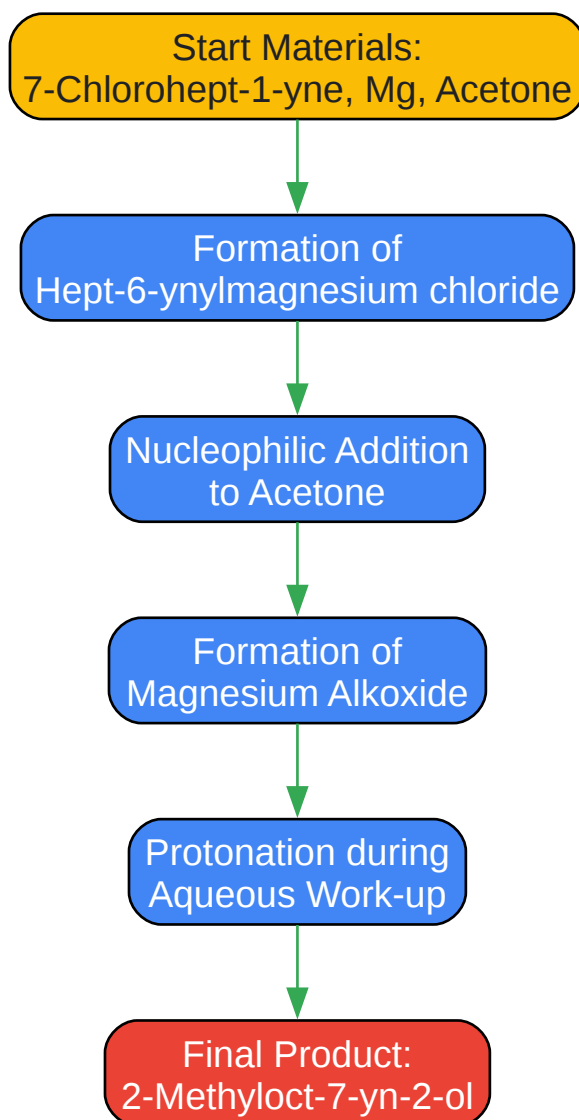 Start Materials:
7-Chlorohept-1-yne, Mg, Acetone
Formation of
Hept-6-ynylmagnesium chloride
Nucleophilic Addition
to Acetone
Formation of
Magnesium Alkoxide
Protonation during
Aqueous Work-up
Final Product:
2-Methyloct-7-yn-2-ol